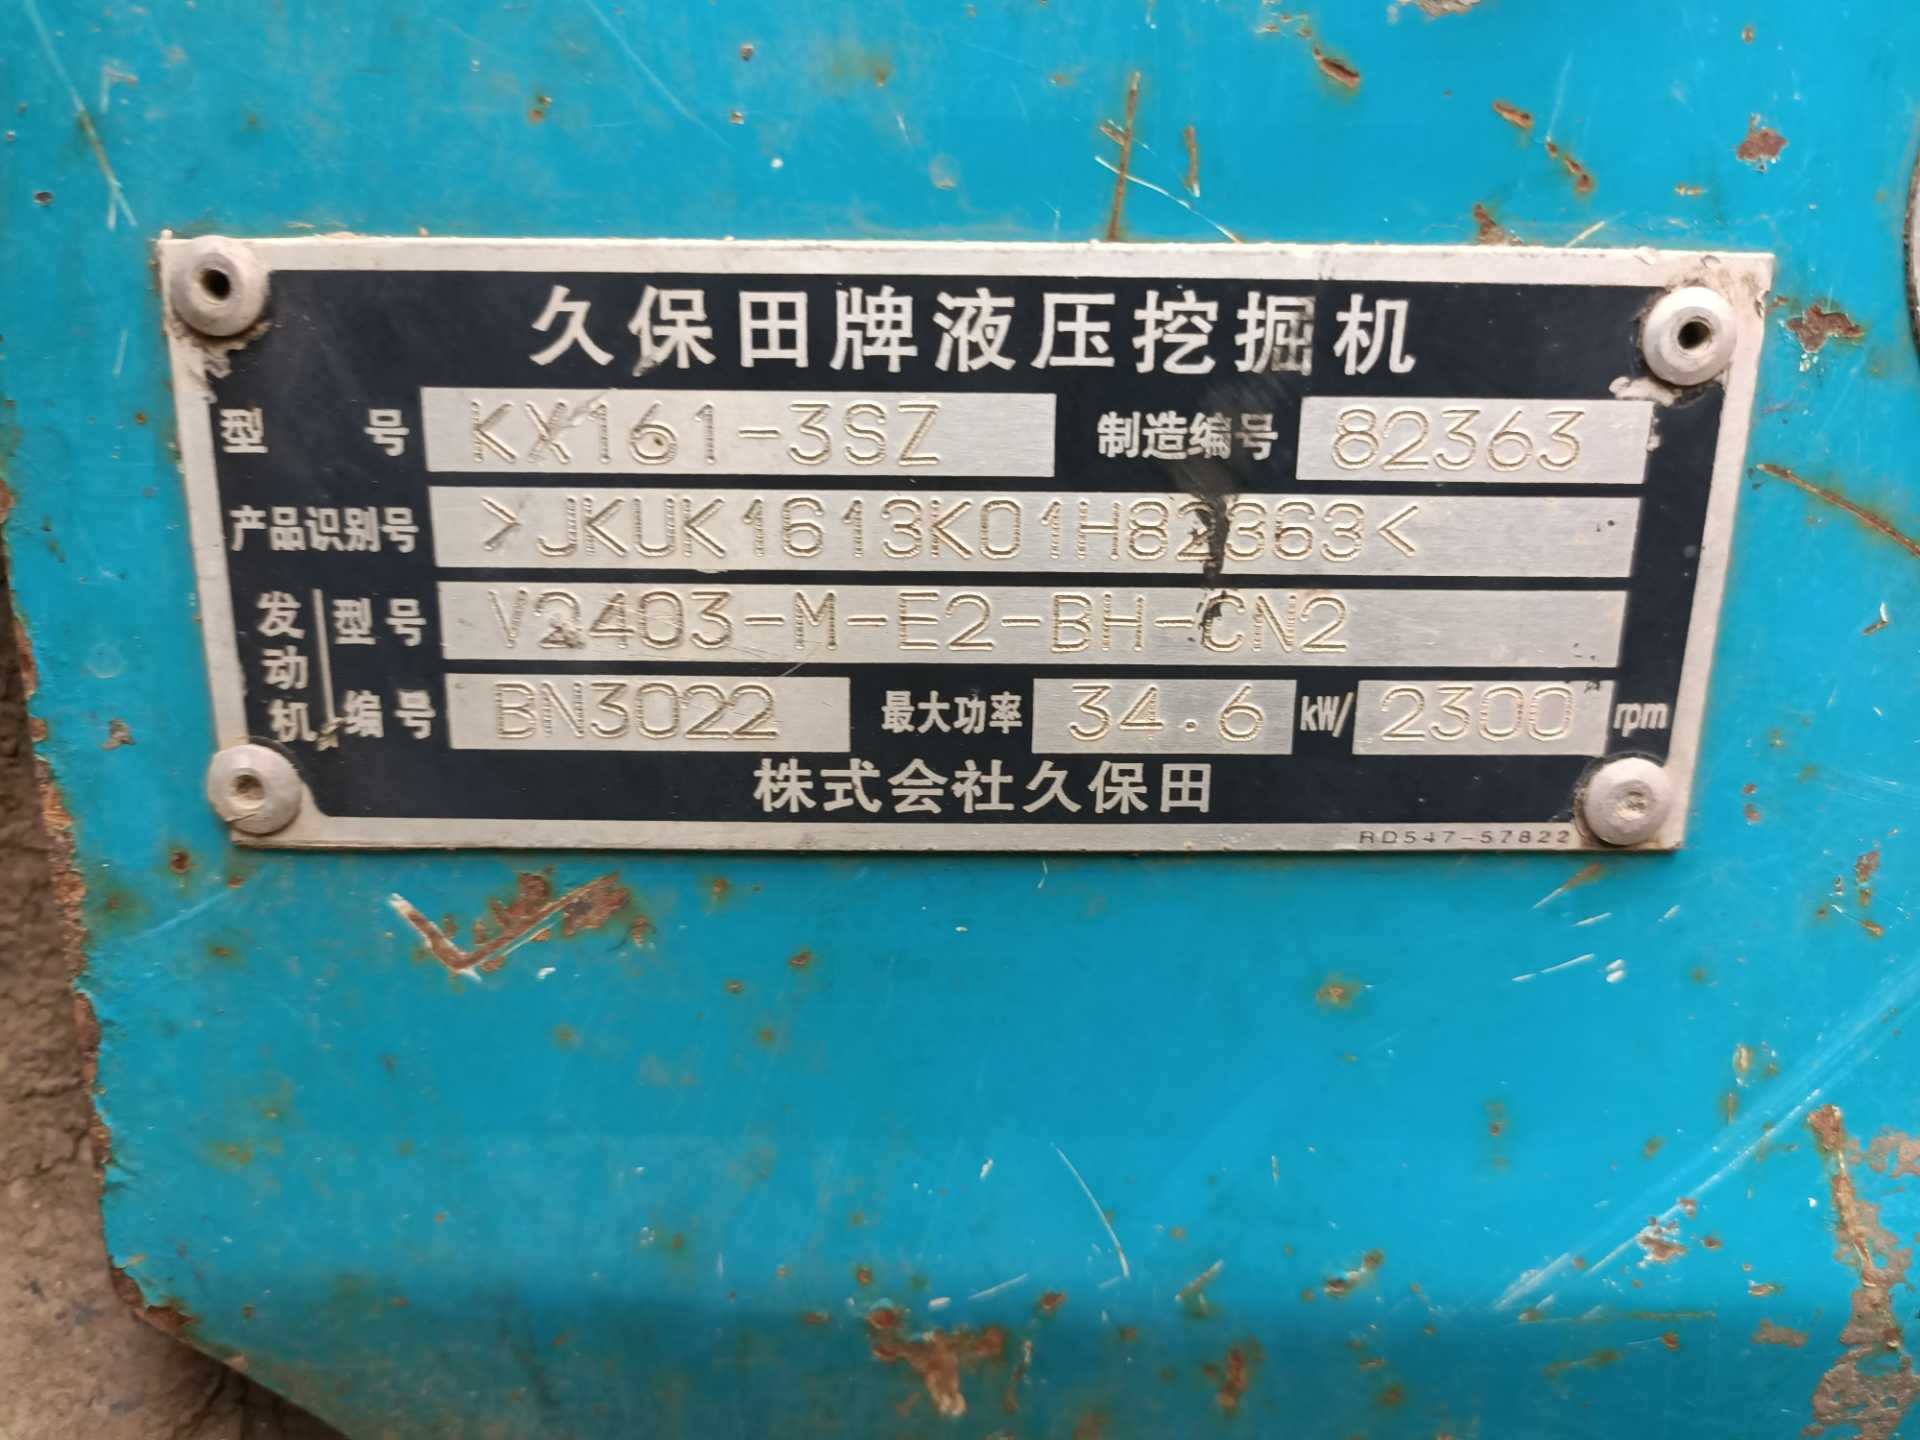 久保田牌液压挖掘机
型号 KX161-3SZ 制造编号 82363
产品识别号 >JKUK1613K01H82363<
发动机 型号 V2403-M-E2-BH-CN2
编号 BN3022 最大功率 34.6 kW/ 2300 rpm
株式会社久保田
RD547-57822